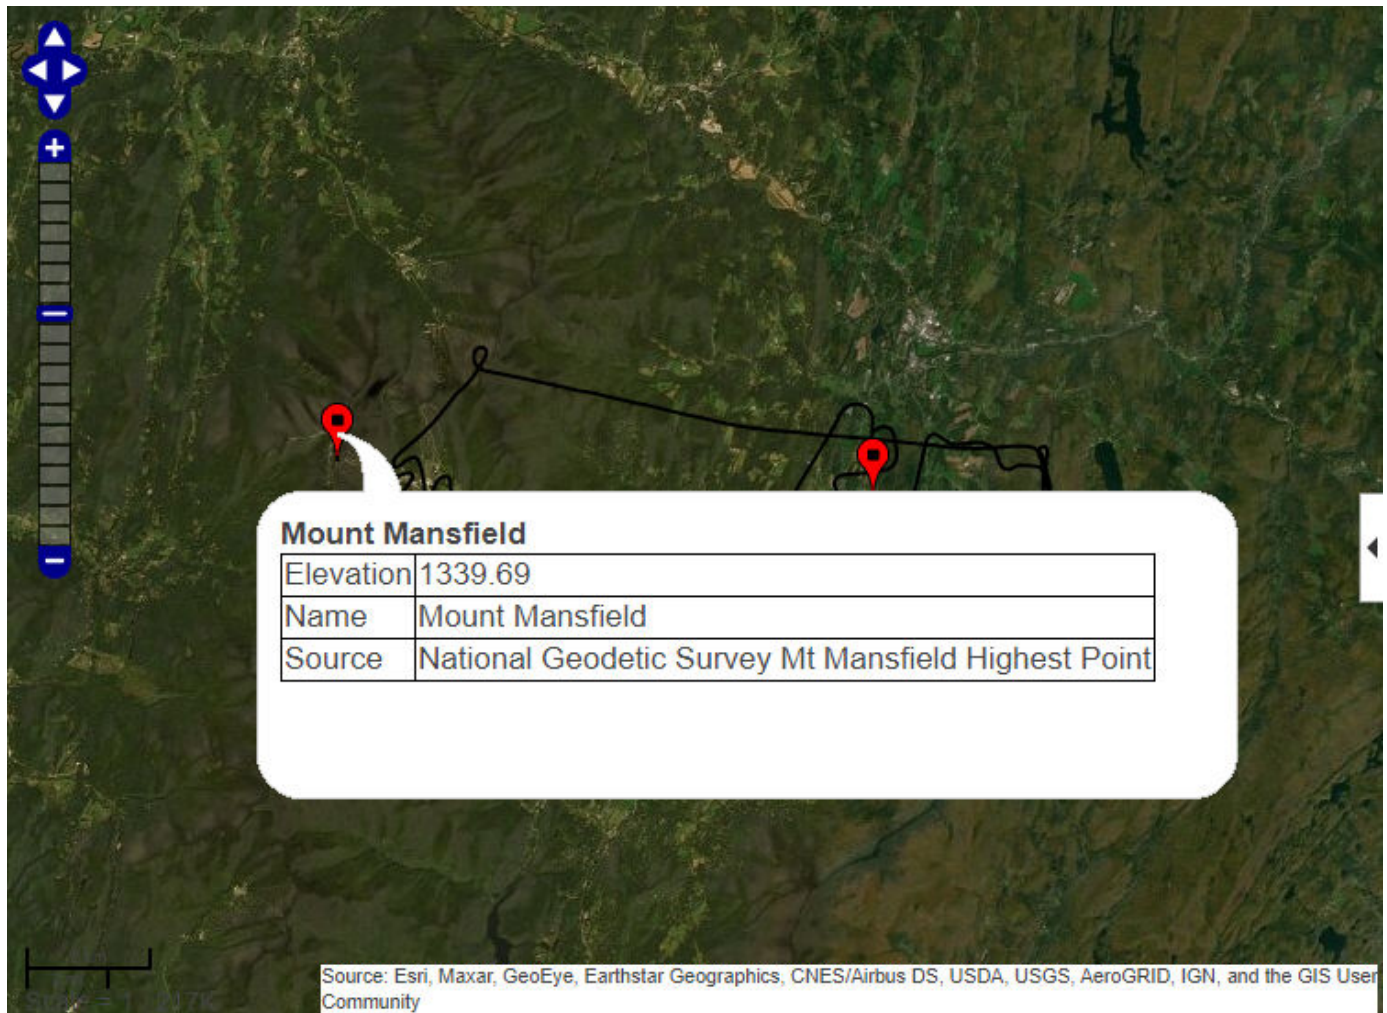 Mount Mansfield
Elevation 1339.69
Name Mount Mansfield
Source National Geodetic Survey Mt Mansfield Highest Point
Source: Esri, Maxar, GeoEye, Earthstar Geographics, CNES/Airbus DS, USDA, USGS, AeroGRID, IGN, and the GIS User
Community